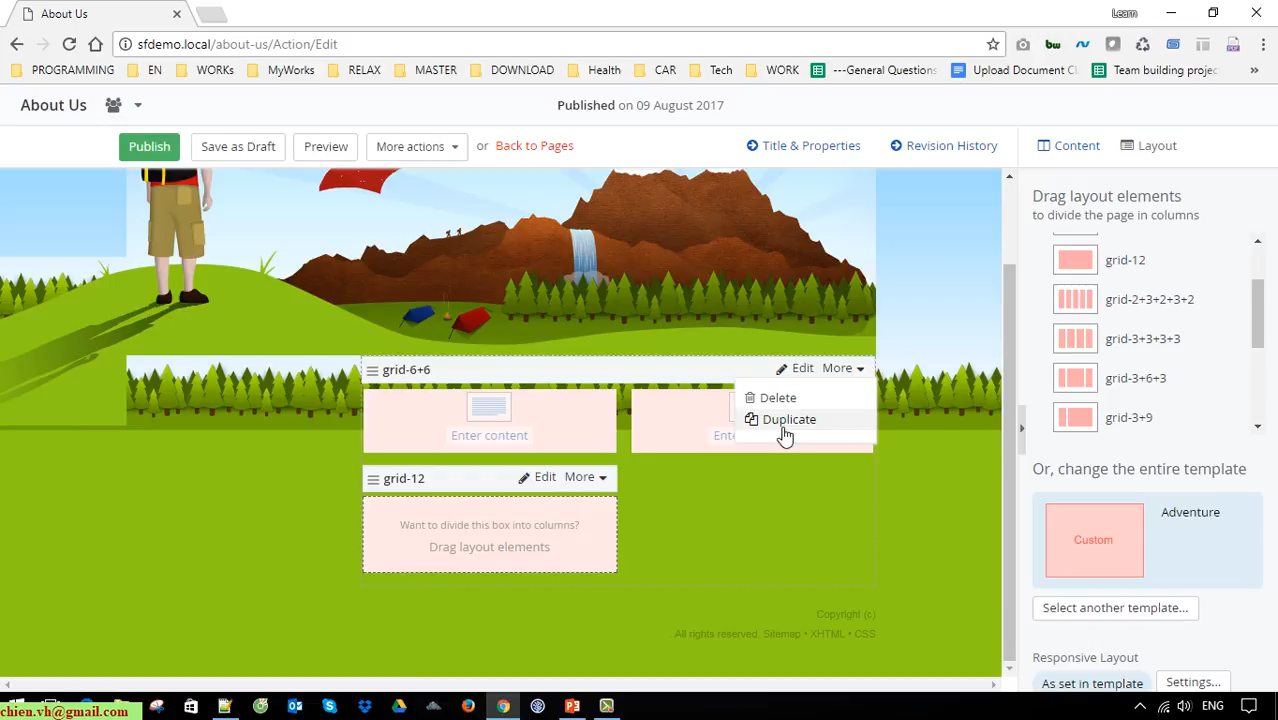 About Us
Learn
sfdemo.local/about-us/Action/Edit
PROGRAMMING
EN
WORKs
MyWorks
RELAX
MASTER
DOWNLOAD
Health
CAR
Tech
WORK
---General Questions
Upload Document Cl
Team building projec
»
About Us
Published on 09 August 2017
Publish
Save as Draft
Preview
More actions
or Back to Pages
Title & Properties
Revision History
Content
Layout
Drag layout elements
to divide the page in columns
grid-12
grid-2+3+2+3+2
grid-3+3+3+3
grid-3+6+3
grid-3+9
grid-6+6
Edit
More
Delete
Duplicate
Enter content
Ente
grid-12
Edit
More
Want to divide this box into columns?
Drag layout elements
Or, change the entire template
Custom
Adventure
Select another template...
Copyright (c)
. All rights reserved. Sitemap • XHTML • CSS
Responsive Layout
As set in template
Settings...
chien.vh@gmail.com
ENG